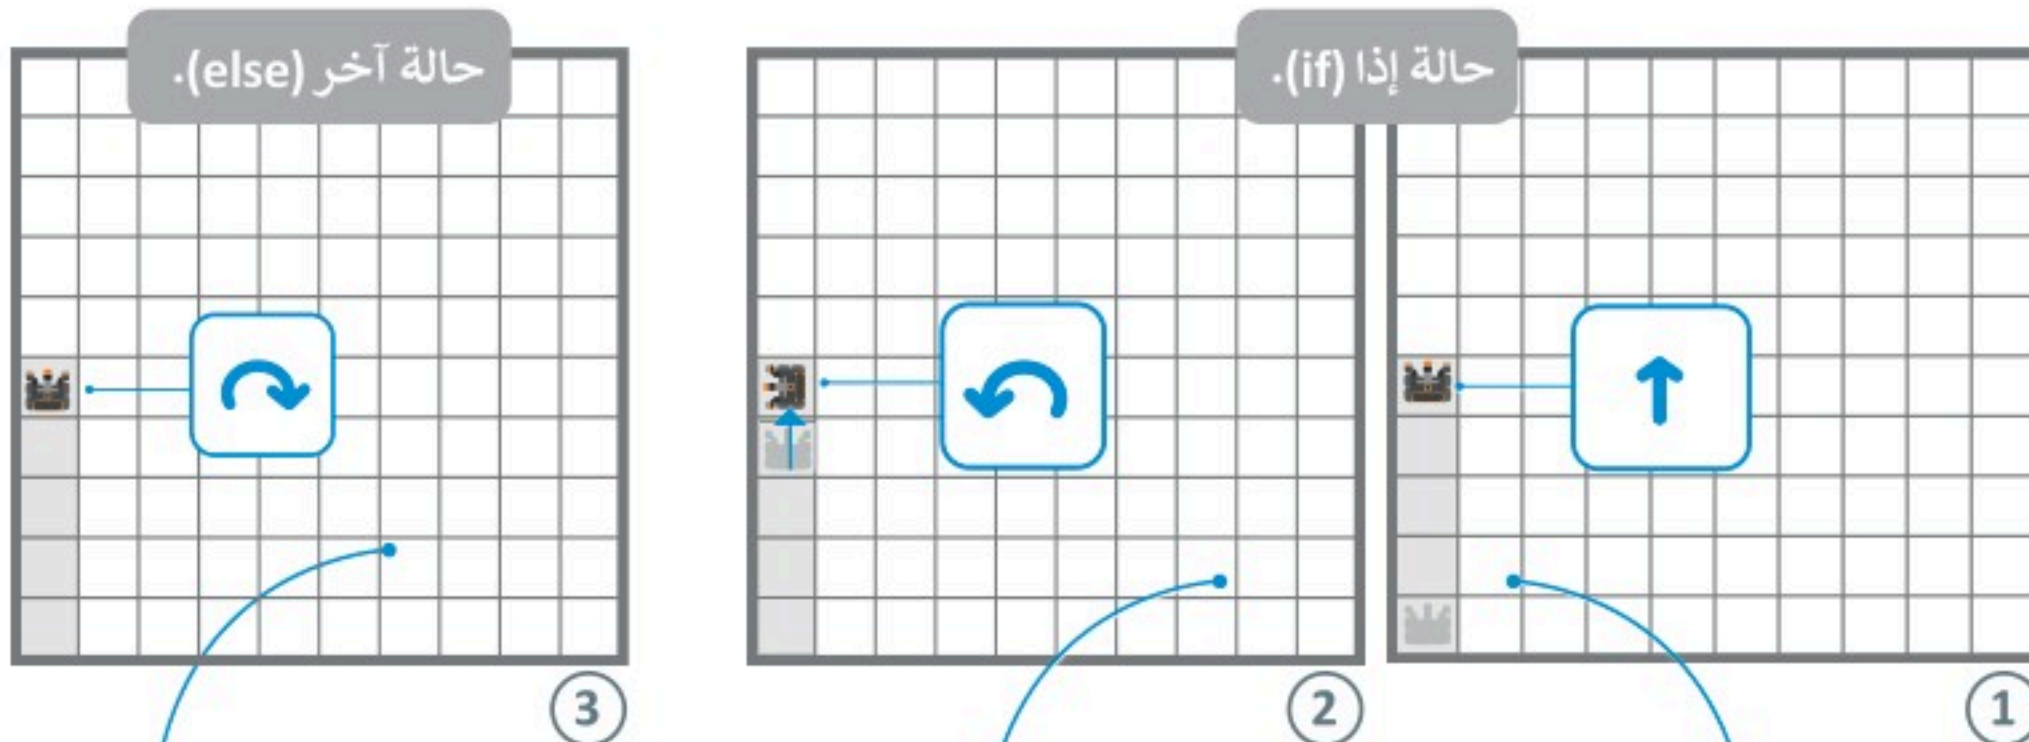 حالة إذا (if).
حالة آخر (else).
1
2
3